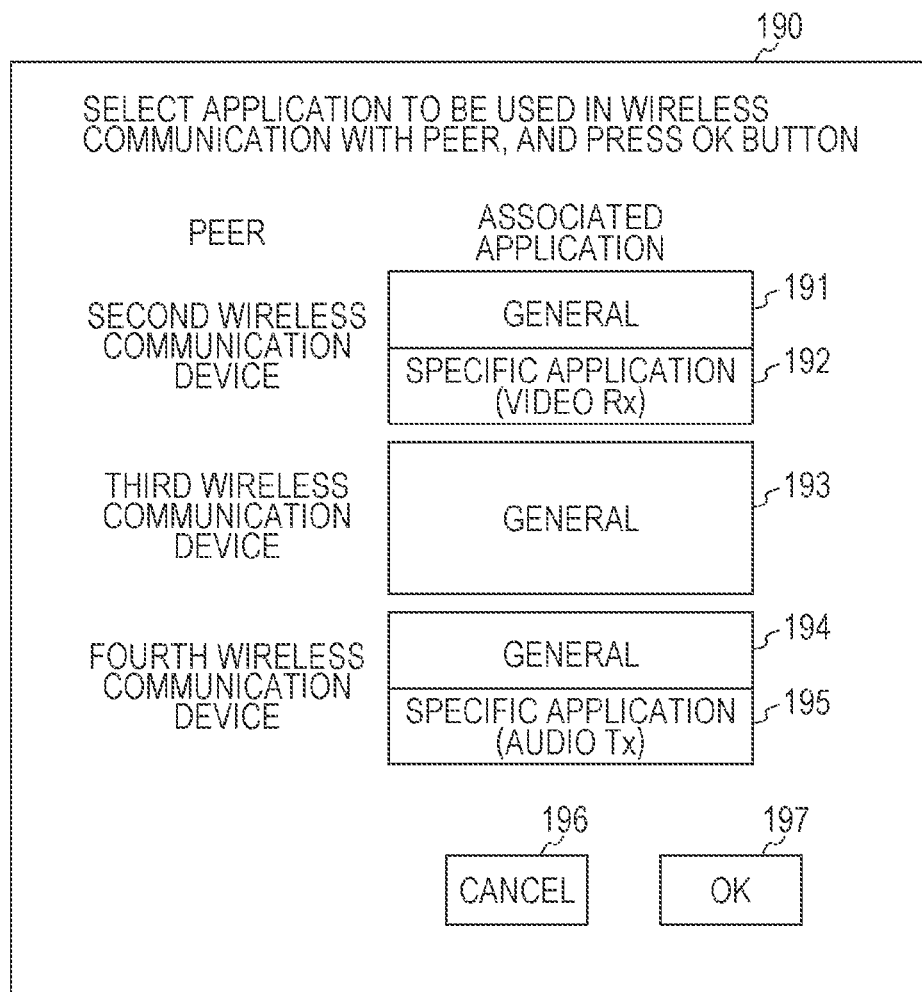 190
SELECT APPLICATION TO BE USED IN WIRELESS
COMMUNICATION WITH PEER, AND PRESS OK BUTTON
PEER
ASSOCIATED
APPLICATION
SECOND WIRELESS
COMMUNICATION
DEVICE
GENERAL
191
SPECIFIC APPLICATION
(VIDEO Rx)
192
THIRD WIRELESS
COMMUNICATION
DEVICE
GENERAL
193
FOURTH WIRELESS
COMMUNICATION
DEVICE
GENERAL
194
SPECIFIC APPLICATION
(AUDIO Tx)
195
196
CANCEL
197
OK